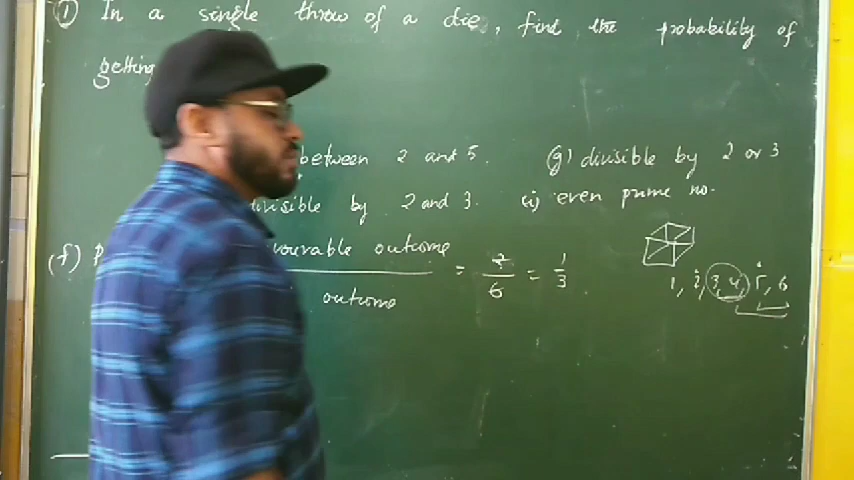 ① In a single throw of a die, find the probability of
getting
between 2 and 5. (g) divisible by 2 or 3
divisible by 2 and 3. (i) even prime no.
(f) P vourable outcome = 2/6 = 1/3
outcome
1, 2, 3, 4, 5, 6